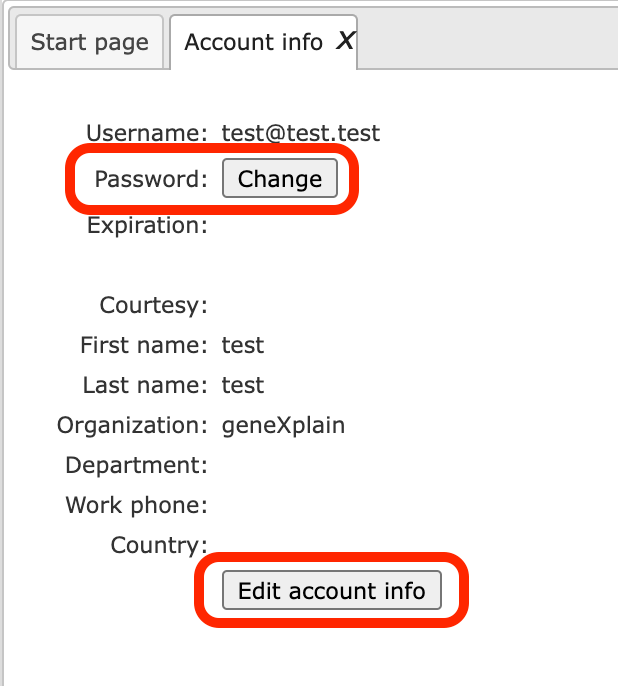 Start page Account info X
Username: test@test.test
Password: Change
Expiration:
Courtesy:
First name: test
Last name: test
Organization: geneXplain
Department:
Work phone:
Country:
Edit account info